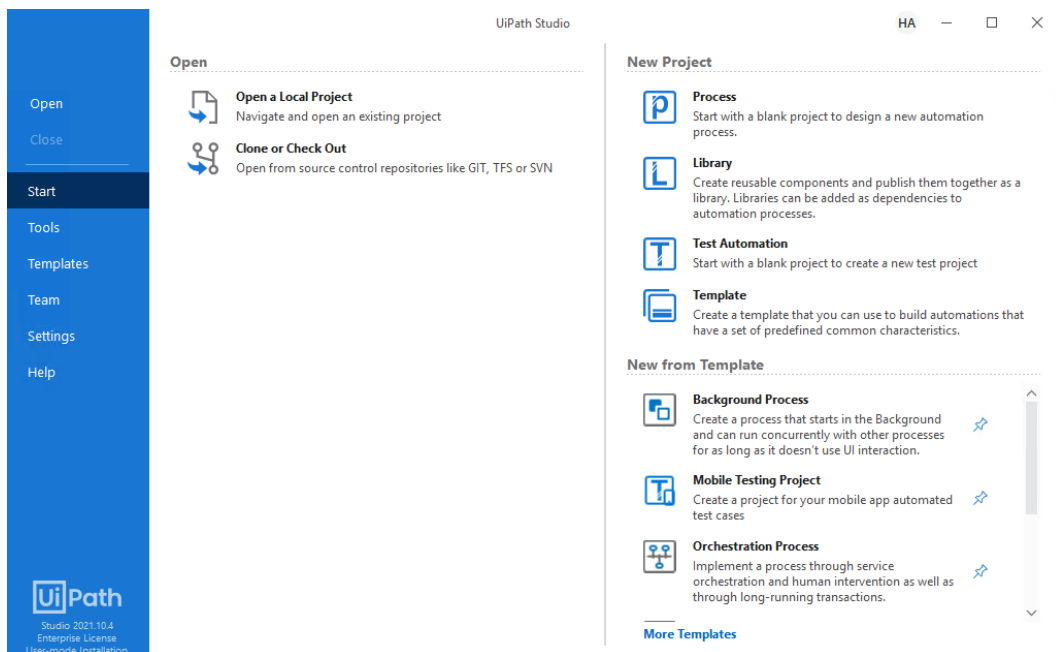 UiPath Studio
HA
Open
Close
Start
Tools
Templates
Team
Settings
Help
UiPath
Studio 2021.10.4
Enterprise License
User-mode Installation
Open
Open a Local Project
Navigate and open an existing project
Clone or Check Out
Open from source control repositories like GIT, TFS or SVN
New Project
Process
Start with a blank project to design a new automation
process.
Library
Create reusable components and publish them together as a
library. Libraries can be added as dependencies to
automation processes.
Test Automation
Start with a blank project to create a new test project
Template
Create a template that you can use to build automations that
have a set of predefined common characteristics.
New from Template
Background Process
Create a process that starts in the Background
and can run concurrently with other processes
for as long as it doesn't use UI interaction.
Mobile Testing Project
Create a project for your mobile app automated
test cases
Orchestration Process
Implement a process through service
orchestration and human intervention as well as
through long-running transactions.
More Templates